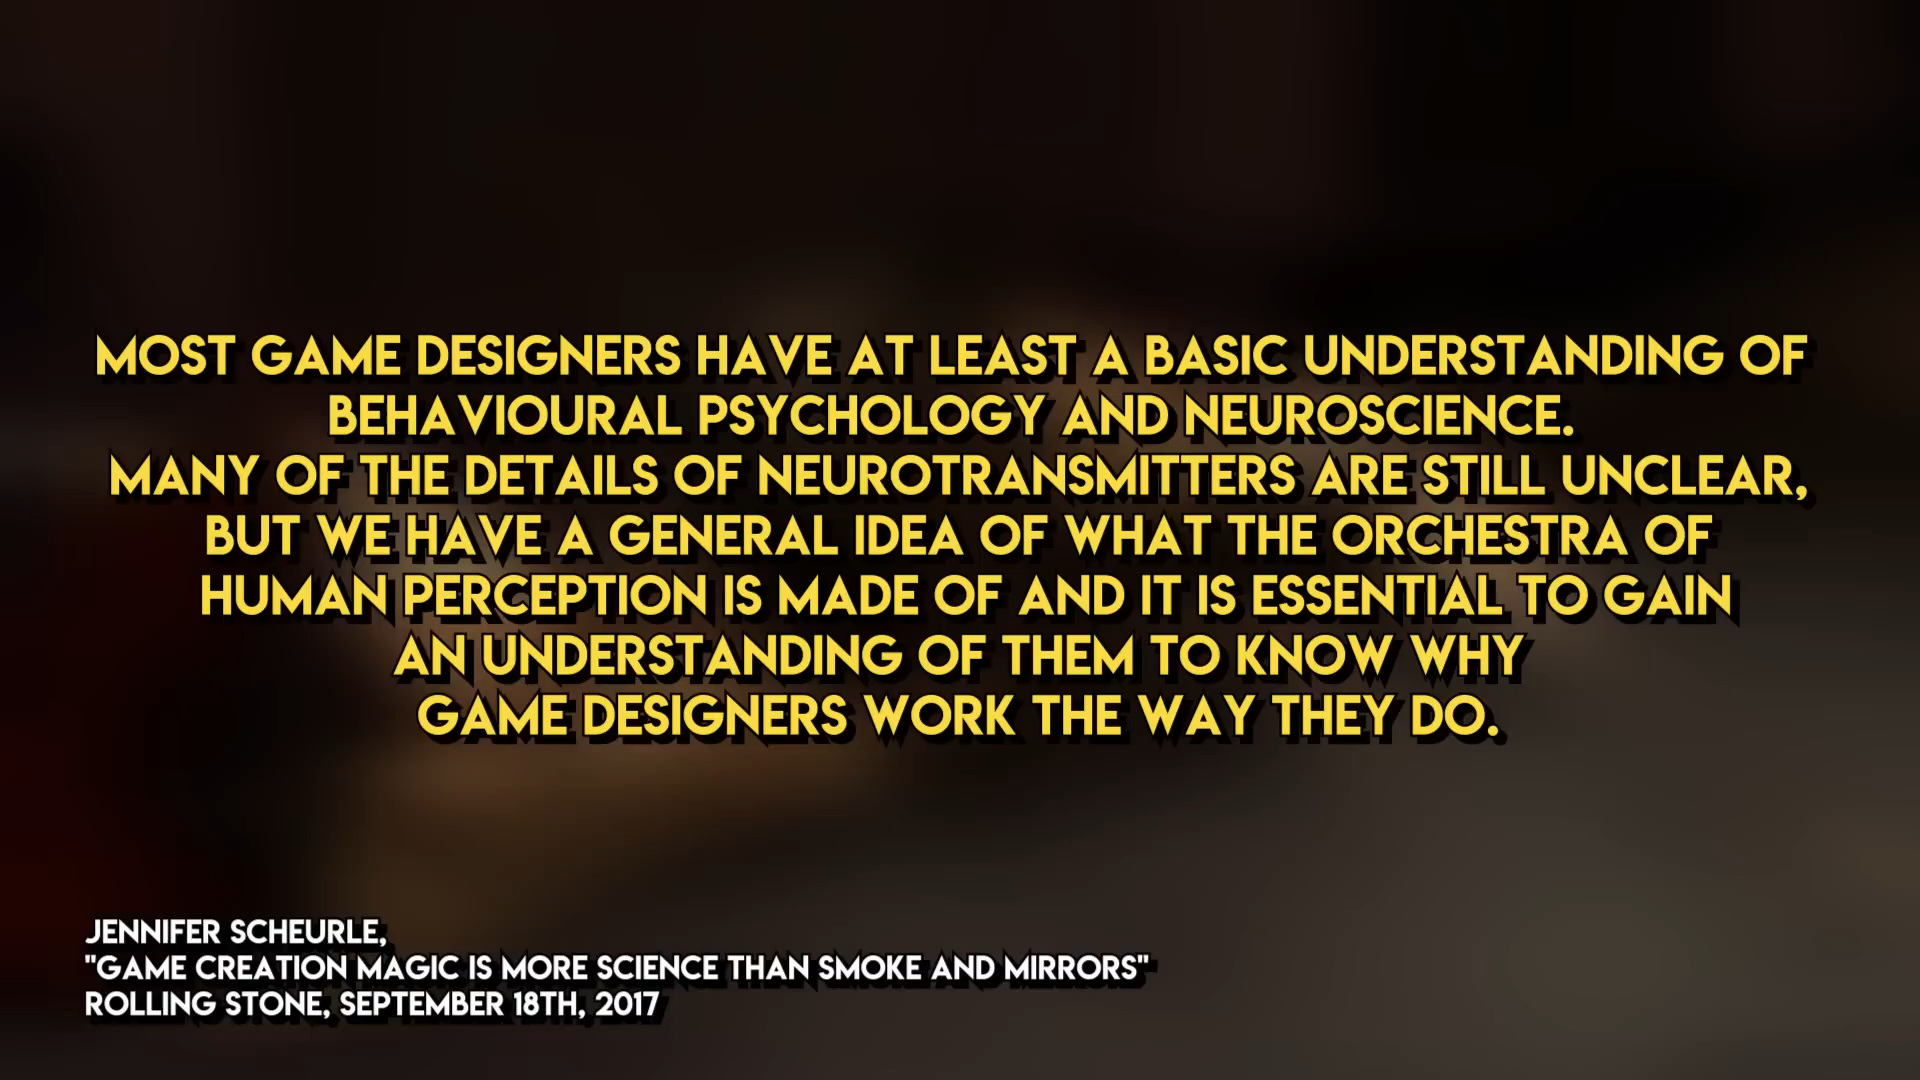 MOST GAME DESIGNERS HAVE AT LEAST A BASIC UNDERSTANDING OF
BEHAVIOURAL PSYCHOLOGY AND NEUROSCIENCE.
MANY OF THE DETAILS OF NEUROTRANSMITTERS ARE STILL UNCLEAR,
BUT WE HAVE A GENERAL IDEA OF WHAT THE ORCHESTRA OF
HUMAN PERCEPTION IS MADE OF AND IT IS ESSENTIAL TO GAIN
AN UNDERSTANDING OF THEM TO KNOW WHY
GAME DESIGNERS WORK THE WAY THEY DO.
JENNIFER SCHEURLE,
"GAME CREATION MAGIC IS MORE SCIENCE THAN SMOKE AND MIRRORS"
ROLLING STONE, SEPTEMBER 18TH, 2017